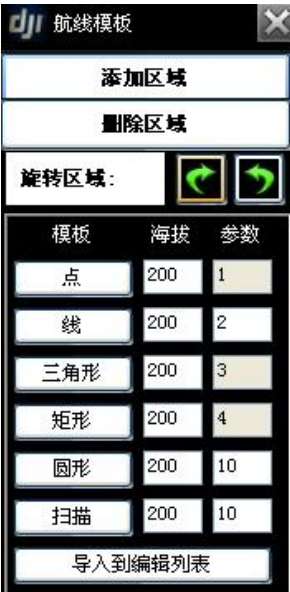 dji 航线模板
添加区域
删除区域
旋转区域:
模板 海拔 参数
点 200 1
线 200 2
三角形 200 3
矩形 200 4
圆形 200 10
扫描 200 10
导入到编辑列表